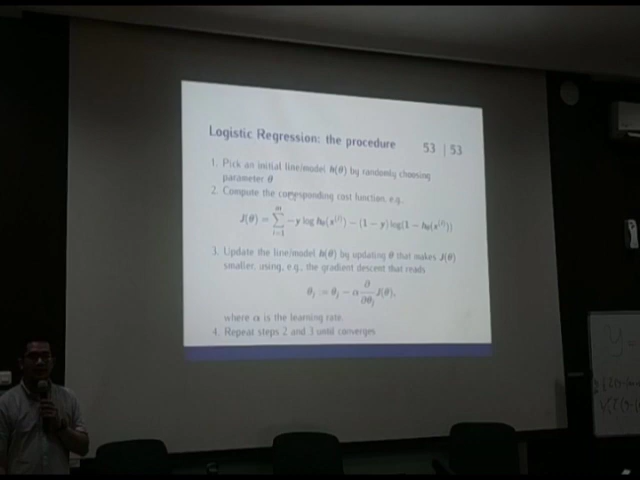 Logistic Regression: the procedure
53 | 53
1. Pick an initial line/model h(θ) by randomly choosing
parameter θ
2. Compute the corresponding cost function, e.g.,
J(θ) = ∑ᵢ₌₁ᵐ −y log hθ(x⁽ⁱ⁾) − (1 − y) log(1 − hθ(x⁽ⁱ⁾))
3. Update the line/model h(θ) by updating θ that makes J(θ)
smaller, using, e.g., the gradient descent that reads
θⱼ := θⱼ − α ∂/∂θⱼ J(θ),
where α is the learning rate.
4. Repeat steps 2 and 3 until converges
y =